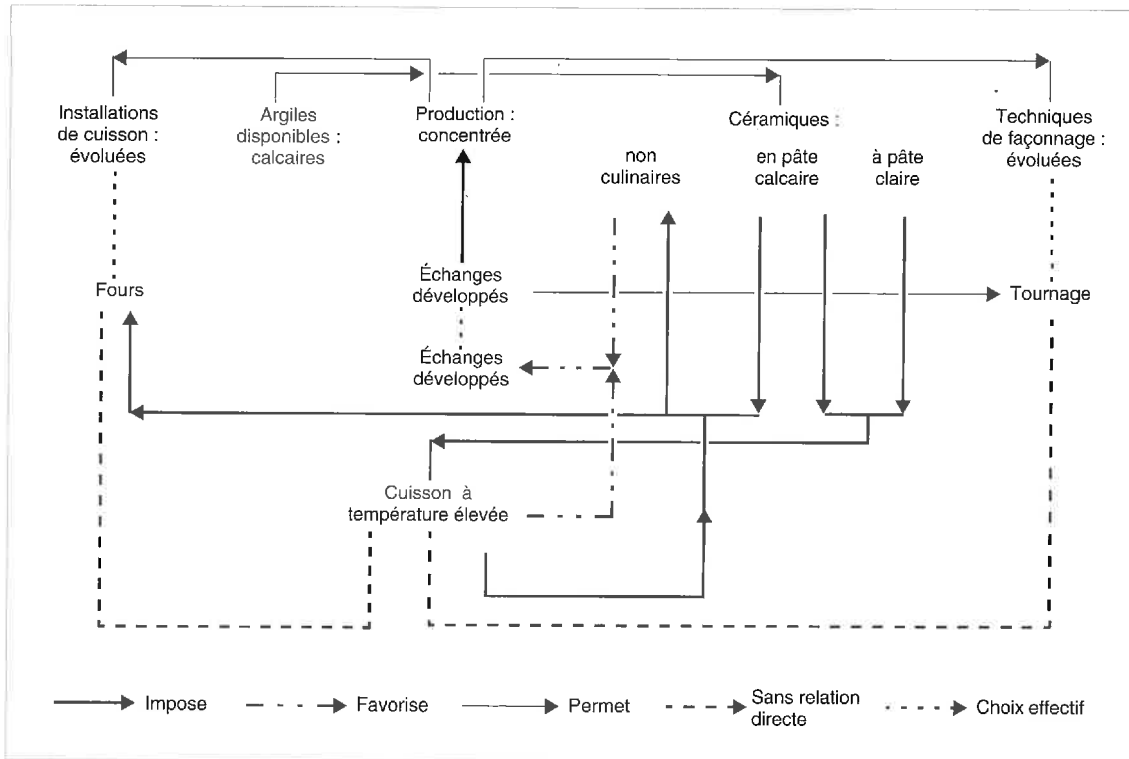 Installations
de cuisson :
évoluées
Argiles
disponibles :
calcaires
Production :
concentrée
Céramiques :
Techniques
de façonnage :
évoluées
non
culinaires
en pâte
calcaire
à pâte
claire
Fours
Échanges
développés
Tournage
Échanges
développés
Cuisson à
température élevée
Impose
Favorise
Permet
Sans relation
directe
Choix effectif